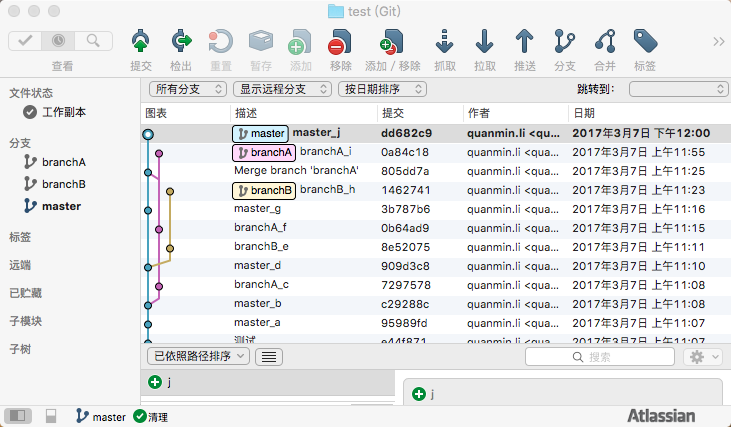 test (Git)
查看 提交 检出 重置 暂存 添加 移除 添加 / 移除 抓取 拉取 推送 分支 合并 标签
文件状态
工作副本
分支
branchA
branchB
master
标签
远端
已贮藏
子模块
子树
所有分支 显示远程分支 按日期排序 跳转到:
图表 描述 提交 作者 日期
master master_j dd682c9 quanmin.li <qua... 2017年3月7日 下午12:00
branchA branchA_i 0a84c18 quanmin.li <qua... 2017年3月7日 上午11:55
Merge branch 'branchA' 805dd7a quanmin.li <qua... 2017年3月7日 上午11:25
branchB branchB_h 1462741 quanmin.li <qua... 2017年3月7日 上午11:23
master_g 3b787b6 quanmin.li <qua... 2017年3月7日 上午11:16
branchA_f 0b64ad9 quanmin.li <qua... 2017年3月7日 上午11:15
branchB_e 8e52075 quanmin.li <qua... 2017年3月7日 上午11:11
master_d 909d3c8 quanmin.li <qua... 2017年3月7日 上午11:10
branchA_c 7297578 quanmin.li <qua... 2017年3月7日 上午11:08
master_b c29288c quanmin.li <qua... 2017年3月7日 上午11:08
master_a 95989fd quanmin.li <qua... 2017年3月7日 上午11:07
测试 e44f871 quanmin.li <qua... 2017年3月7日 上午11:07
已依照路径排序 搜索
j
j
master 清理 Atlassian